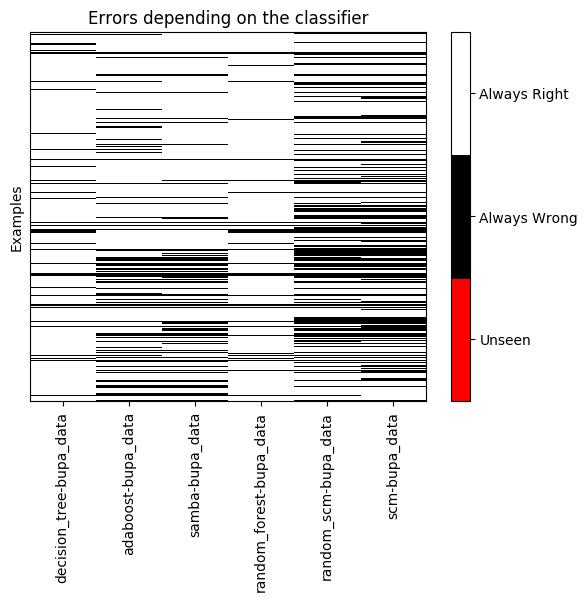 Errors depending on the classifier
Examples
Always Right
Always Wrong
Unseen
decision_tree-bupa_data
adaboost-bupa_data
samba-bupa_data
random_forest-bupa_data
random_scm-bupa_data
scm-bupa_data